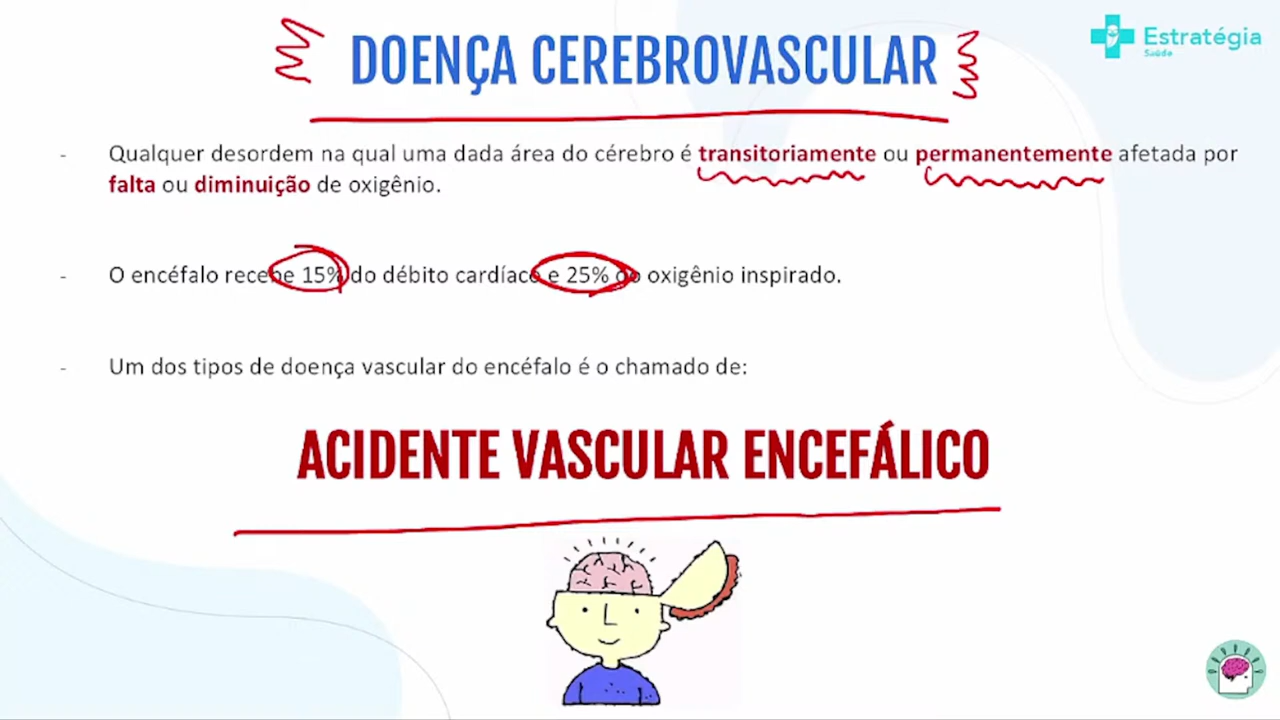 DOENÇA CEREBROVASCULAR
Estratégia
Saúde
- Qualquer desordem na qual uma dada área do cérebro é transitoriamente ou permanentemente afetada por
falta ou diminuição de oxigênio.
- O encéfalo recebe 15% do débito cardíaco e 25% do oxigênio inspirado.
- Um dos tipos de doença vascular do encéfalo é o chamado de:
ACIDENTE VASCULAR ENCEFÁLICO